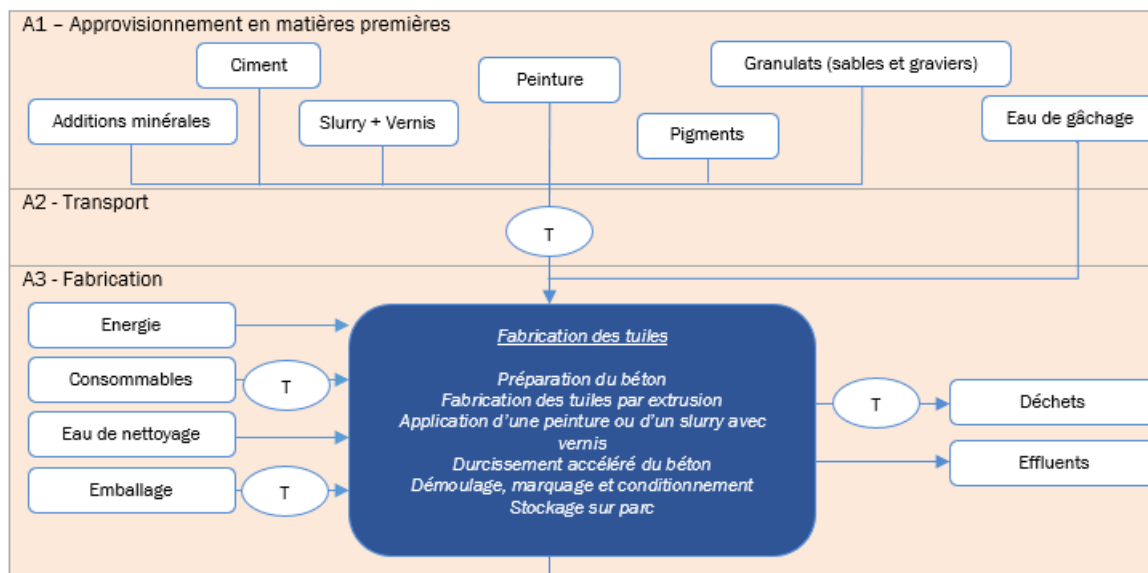 A1 – Approvisionnement en matières premières
Ciment
Peinture
Granulats (sables et graviers)
Additions minérales
Slurry + Vernis
Pigments
Eau de gâchage
A2 - Transport
T
A3 - Fabrication
Energie
Consommables
T
Eau de nettoyage
Emballage
T
Fabrication des tuiles
Préparation du béton
Fabrication des tuiles par extrusion
Application d'une peinture ou d'un slurry avec
vernis
Durcissement accéléré du béton
Démoulage, marquage et conditionnement
Stockage sur parc
T
Déchets
Effluents